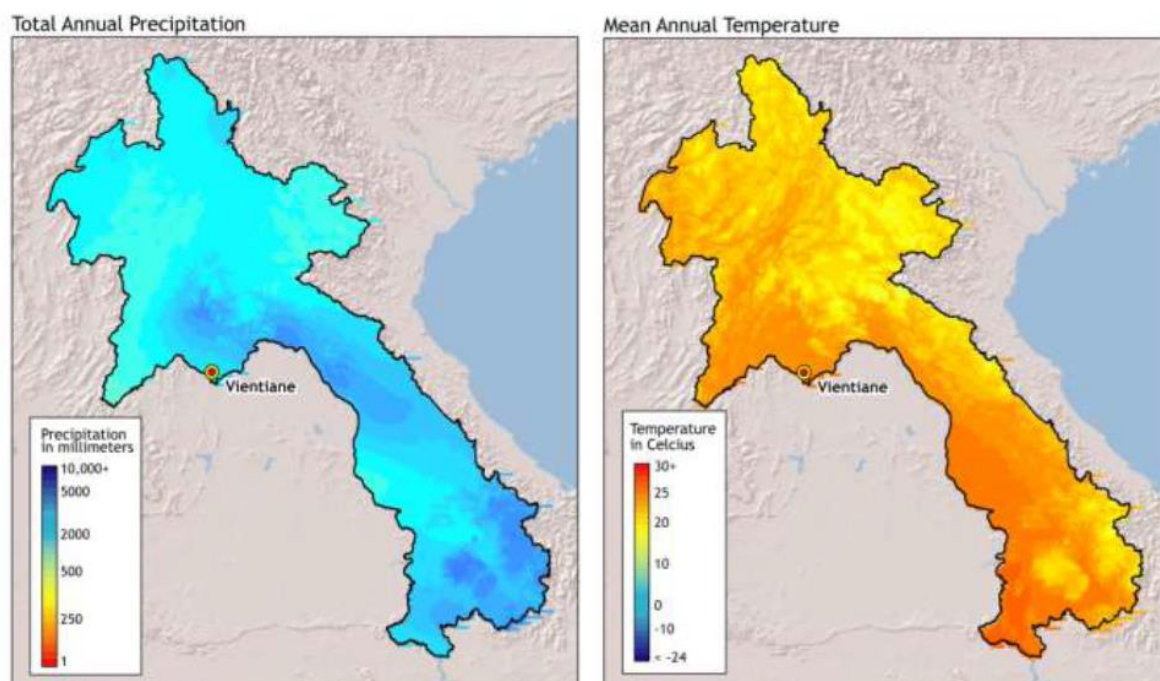 Total Annual Precipitation
Vientiane
Precipitation
in millimeters
10,000+
5000
2000
500
250
1
Mean Annual Temperature
Vientiane
Temperature
in Celcius
30+
25
20
10
0
-10
< -24